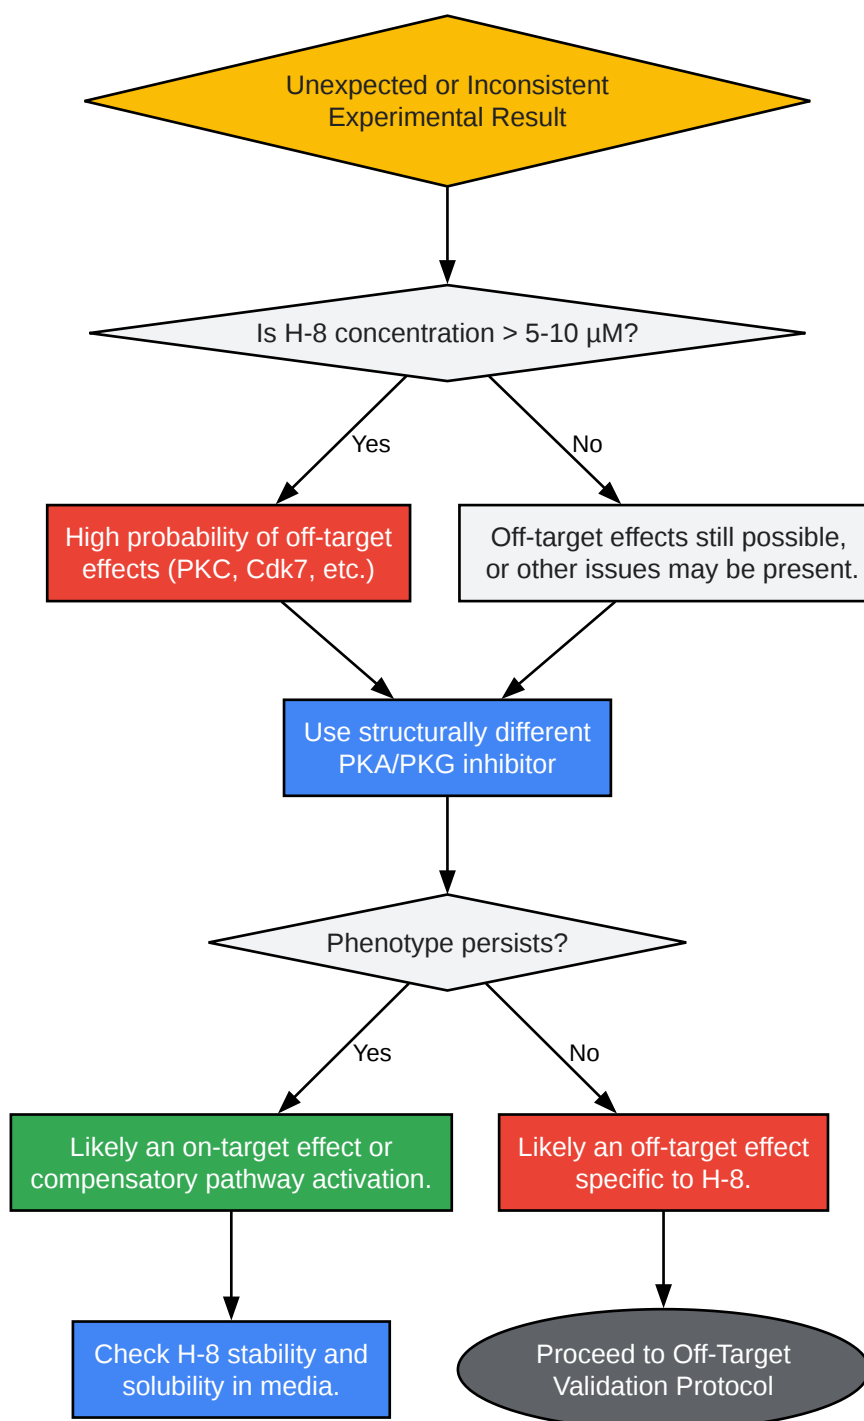 Unexpected or Inconsistent
Experimental Result
Is H-8 concentration > 5-10 µM?
Yes
No
High probability of off-target
effects (PKC, Cdk7, etc.)
Off-target effects still possible,
or other issues may be present.
Use structurally different
PKA/PKG inhibitor
Phenotype persists?
Yes
No
Likely an on-target effect or
compensatory pathway activation.
Likely an off-target effect
specific to H-8.
Check H-8 stability and
solubility in media.
Proceed to Off-Target
Validation Protocol